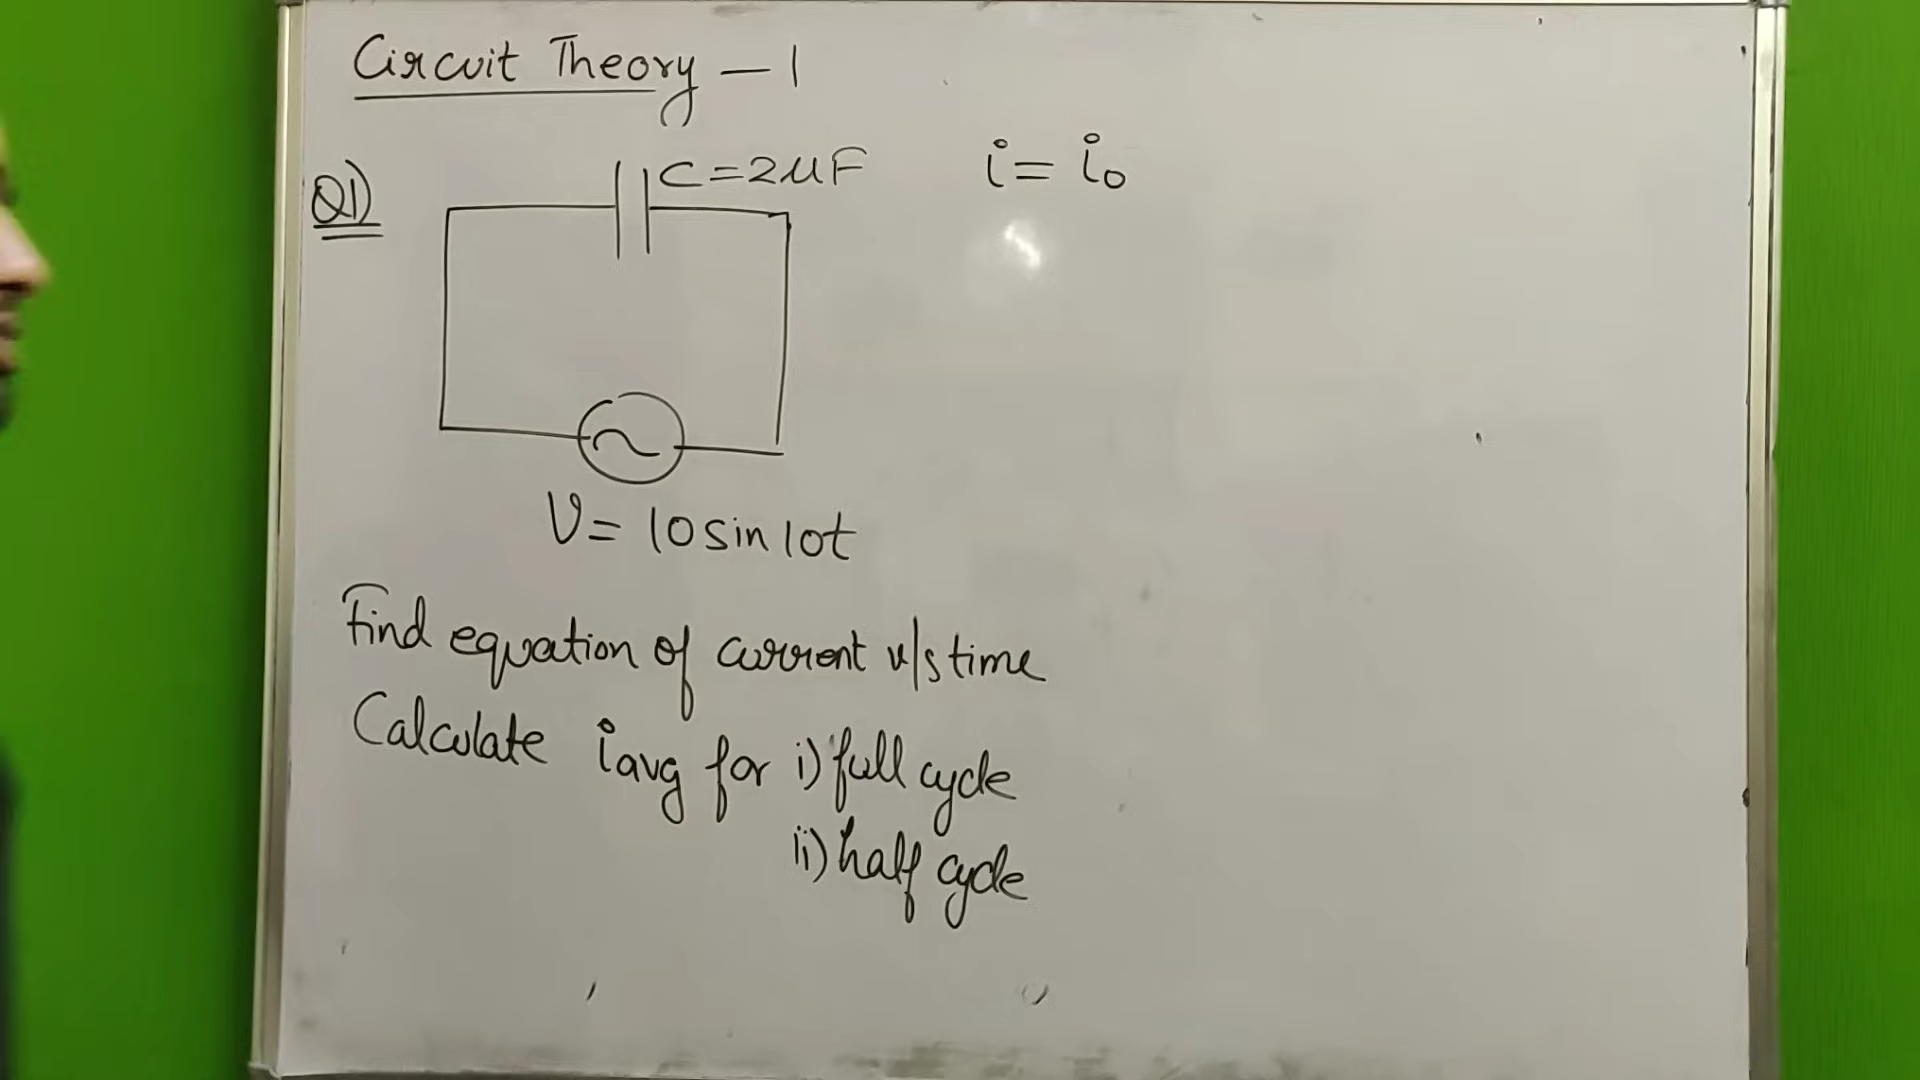 Circuit Theory - 1
Q1)
C=2μF
i= i₀
V= 10 sin 10t
Find equation of current v/s time
Calculate iavg for i) full cycle
ii) half cycle